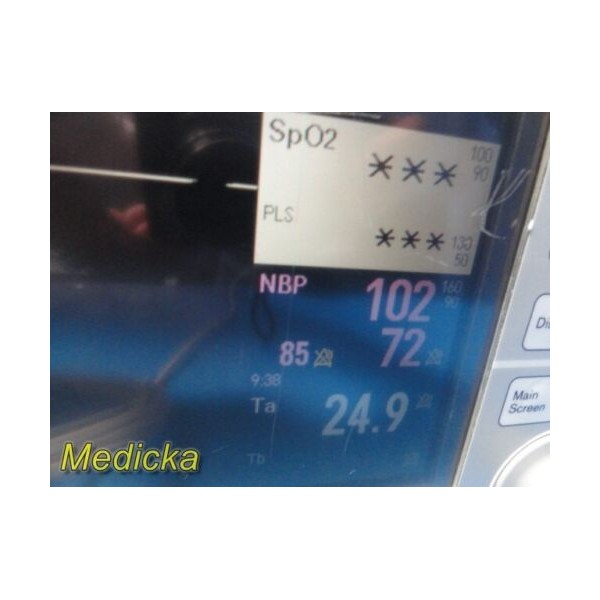 SpO2
*** 100
90
PLS
*** 130
50
NBP 102 160
90
85 72
9:38
Ta 24.9
Tb
Main
Screen
Medicka